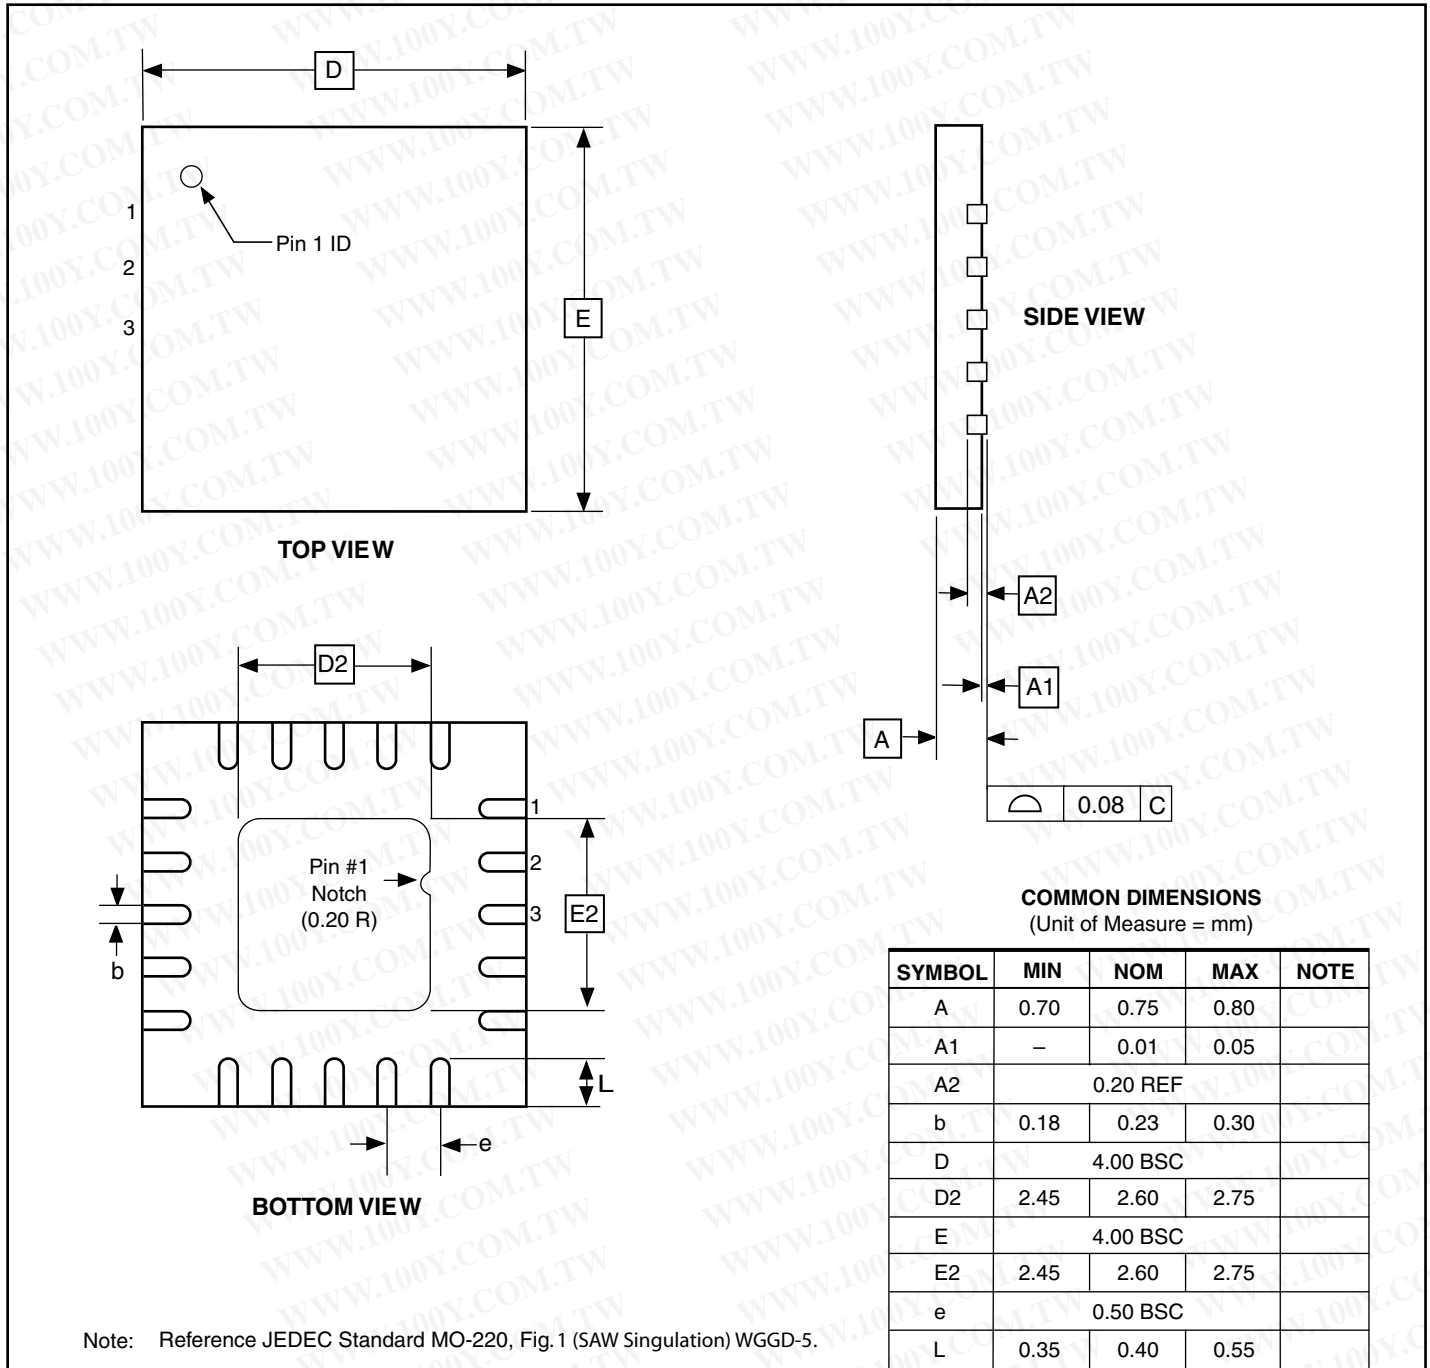 D
1
2
3
Pin 1 ID
E
TOP VIEW
SIDE VIEW
A2
A1
A
0.08 C
D2
1
2
3
Pin #1
Notch
(0.20 R)
E2
b
L
e
BOTTOM VIEW
COMMON DIMENSIONS
(Unit of Measure = mm)
SYMBOL MIN NOM MAX NOTE
A 0.70 0.75 0.80
A1 – 0.01 0.05
A2 0.20 REF
b 0.18 0.23 0.30
D 4.00 BSC
D2 2.45 2.60 2.75
E 4.00 BSC
E2 2.45 2.60 2.75
e 0.50 BSC
L 0.35 0.40 0.55
Note: Reference JEDEC Standard MO-220, Fig.1 (SAW Singulation) WGGD-5.
WWW.100Y.COM.TW